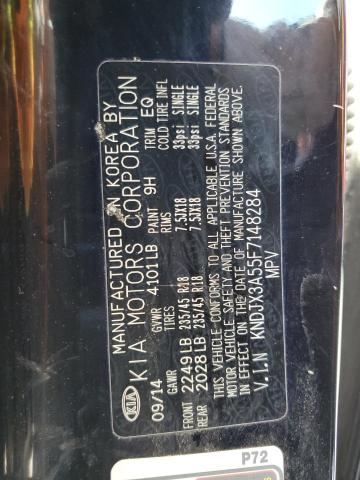 MANUFACTURED IN KOREA BY
KIA KIA MOTORS CORPORATION
09/14 GVWR 4101LB PAINT 9H TRIM EQ
GAWR TIRES RIMS COLD TIRE INFL
FRONT 2249LB 235/45 R18 7.5JX18 33psi SINGLE
REAR 2028LB 235/45 R18 7.5JX18 33psi SINGLE
THIS VEHICLE CONFORMS TO ALL APPLICABLE U.S.A. FEDERAL
MOTOR VEHICLE SAFETY AND THEFT PREVENTION STANDARDS
IN EFFECT ON THE DATE OF MANUFACTURE SHOWN ABOVE.
V.I.N KNDJX3A55F7148284
MPV
P72